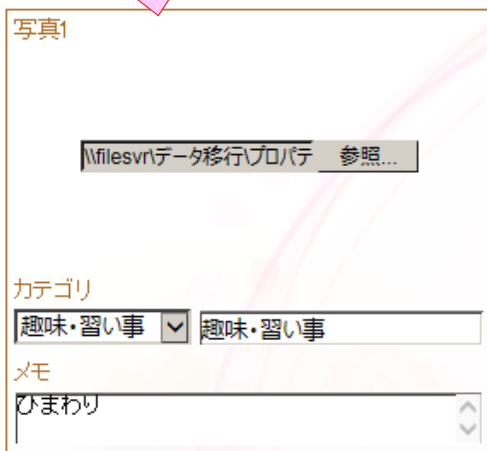 写真1
\\filesvr\データ移行\プロパテ 参照...
カテゴリ
趣味・習い事 趣味・習い事
メモ
ひまわり